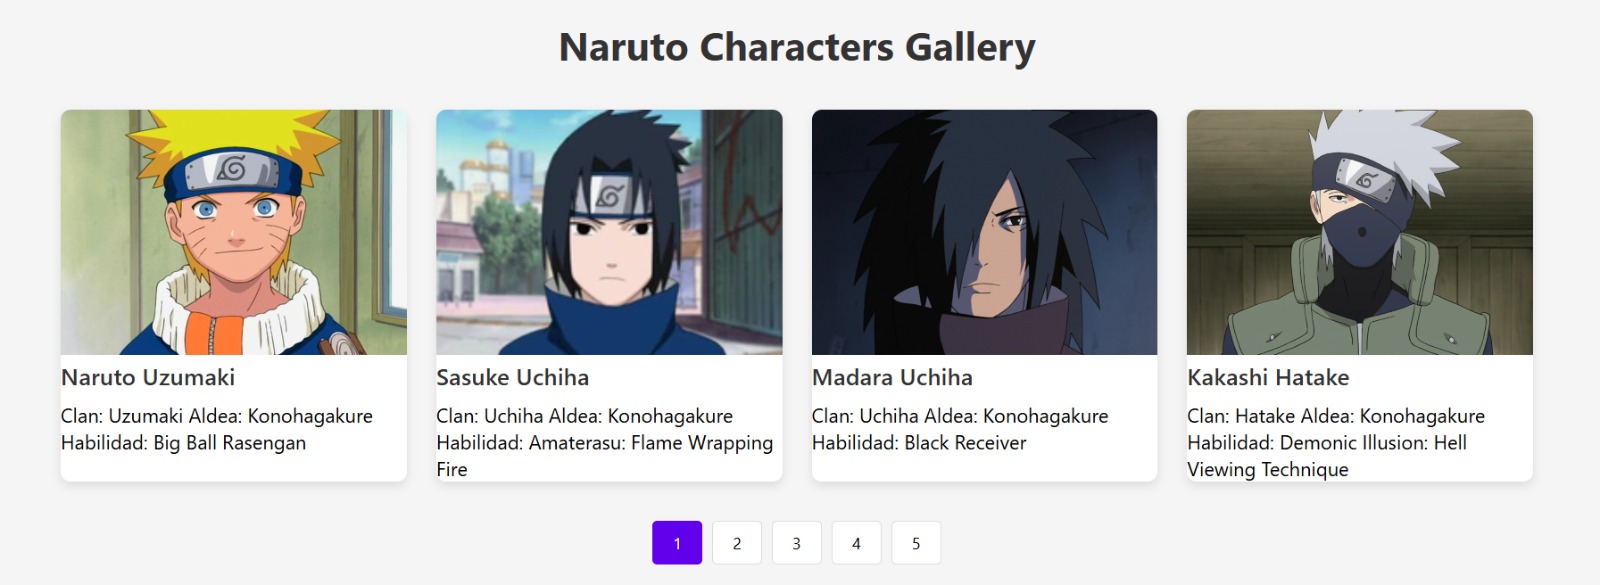 Naruto Characters Gallery
Naruto Uzumaki
Clan: Uzumaki Aldea: Konohagakure
Habilidad: Big Ball Rasengan
Sasuke Uchiha
Clan: Uchiha Aldea: Konohagakure
Habilidad: Amaterasu: Flame Wrapping
Fire
Madara Uchiha
Clan: Uchiha Aldea: Konohagakure
Habilidad: Black Receiver
Kakashi Hatake
Clan: Hatake Aldea: Konohagakure
Habilidad: Demonic Illusion: Hell
Viewing Technique
1 2 3 4 5